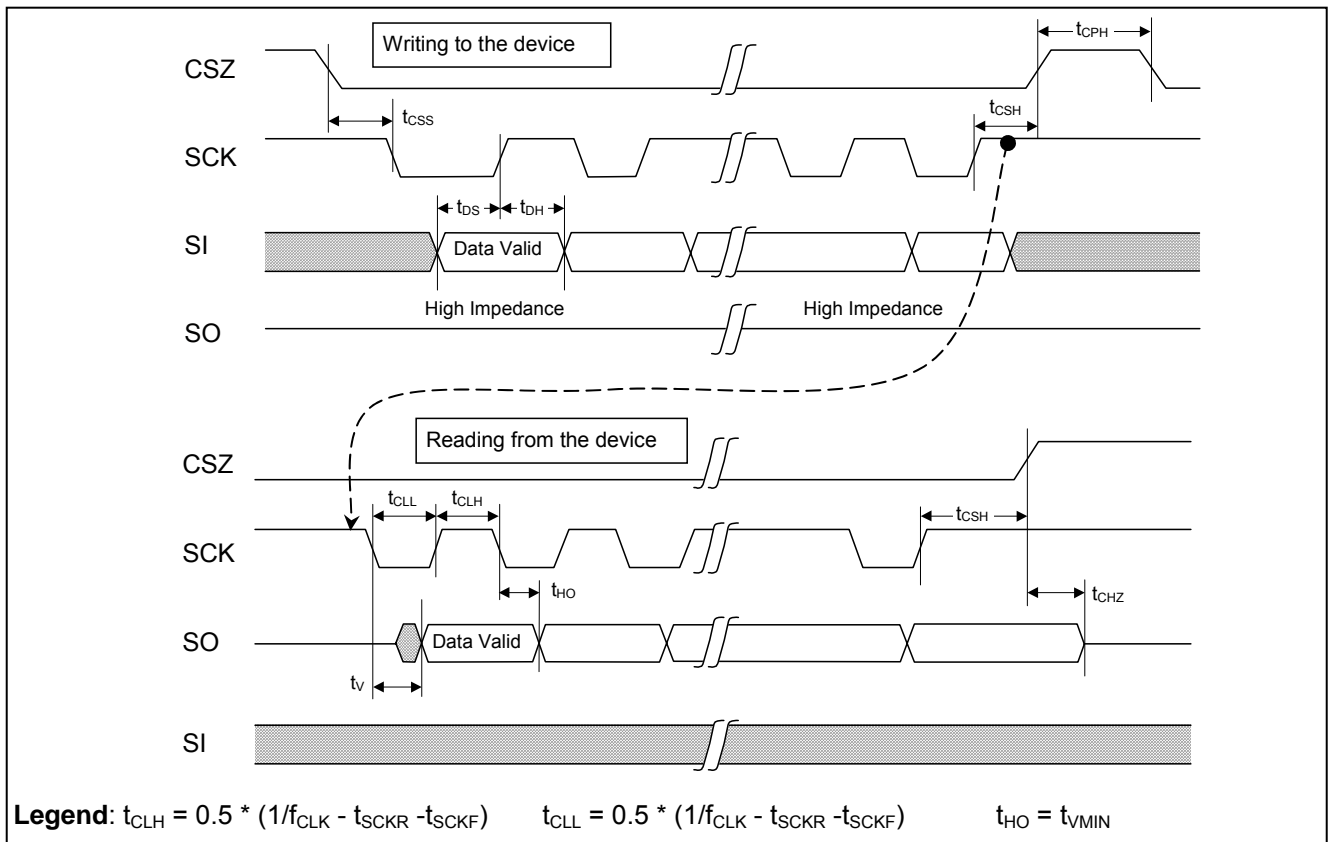 Writing to the device
tCPH
CSZ
tCSS
tCSH
SCK
tDS tDH
SI
Data Valid
High Impedance High Impedance
SO
Reading from the device
CSZ
tCLL tCLH
tCSH
SCK
tHO
tCHZ
SO
Data Valid
tV
SI
Legend: tCLH = 0.5 * (1/fCLK - tSCKR -tSCKF) tCLL = 0.5 * (1/fCLK - tSCKR -tSCKF) tHO = tVMIN